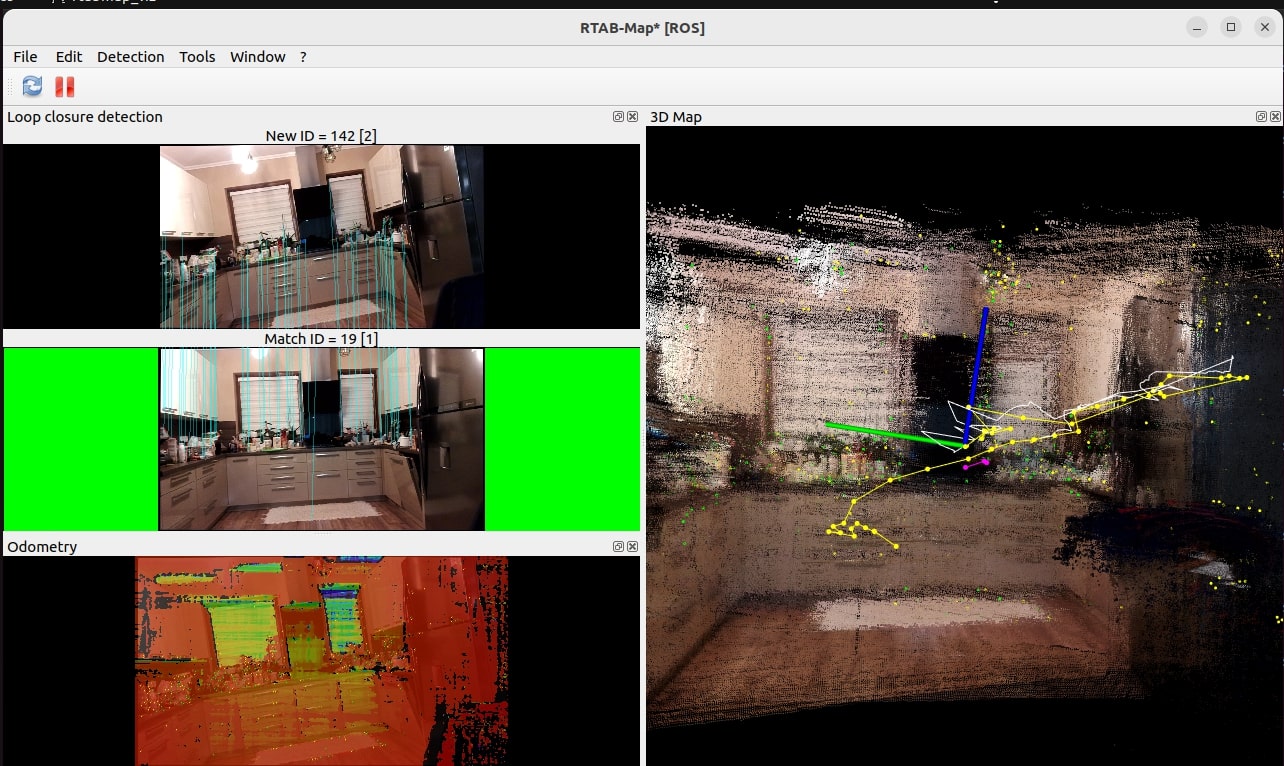 RTAB-Map* [ROS]
File Edit Detection Tools Window ?
Loop closure detection
New ID = 142 [2]
Match ID = 19 [1]
Odometry
3D Map